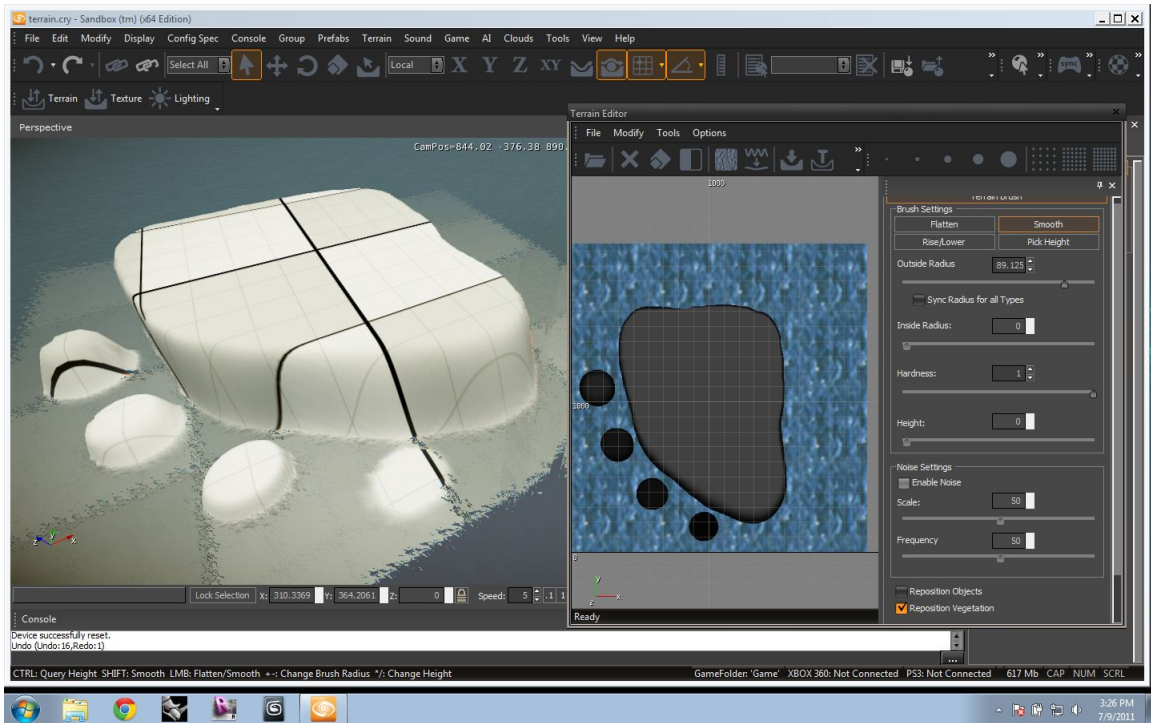 terrain.cry - Sandbox (tm) (x64 Edition)
File Edit Modify Display Config Spec Console Group Prefabs Terrain Sound Game AI Clouds Tools View Help
Select All Local X Y Z XY sync
Terrain Texture Lighting
Perspective
CamPos=844.02 -376.38 890.
Terrain Editor
File Modify Tools Options
1000
1000
0
y
z x
Ready
Terrain Brush
Brush Settings
Flatten Smooth
Rise/Lower Pick Height
Outside Radius 89.125
Sync Radius for all Types
Inside Radius: 0
Hardness: 1
Height: 0
Noise Settings
Enable Noise
Scale: 50
Frequency 50
Reposition Objects
Reposition Vegetation
z y x
Lock Selection X: 310.3369 Y: 364.2061 Z: 0 Speed: 5 .1 1
Console
Device successfully reset.
Undo (Undo:16,Redo:1)
...
CTRL: Query Height SHIFT: Smooth LMB: Flatten/Smooth +-: Change Brush Radius */: Change Height GameFolder: 'Game' XBOX 360: Not Connected PS3: Not Connected 617 Mb CAP NUM SCRL
3:26 PM
7/9/2011